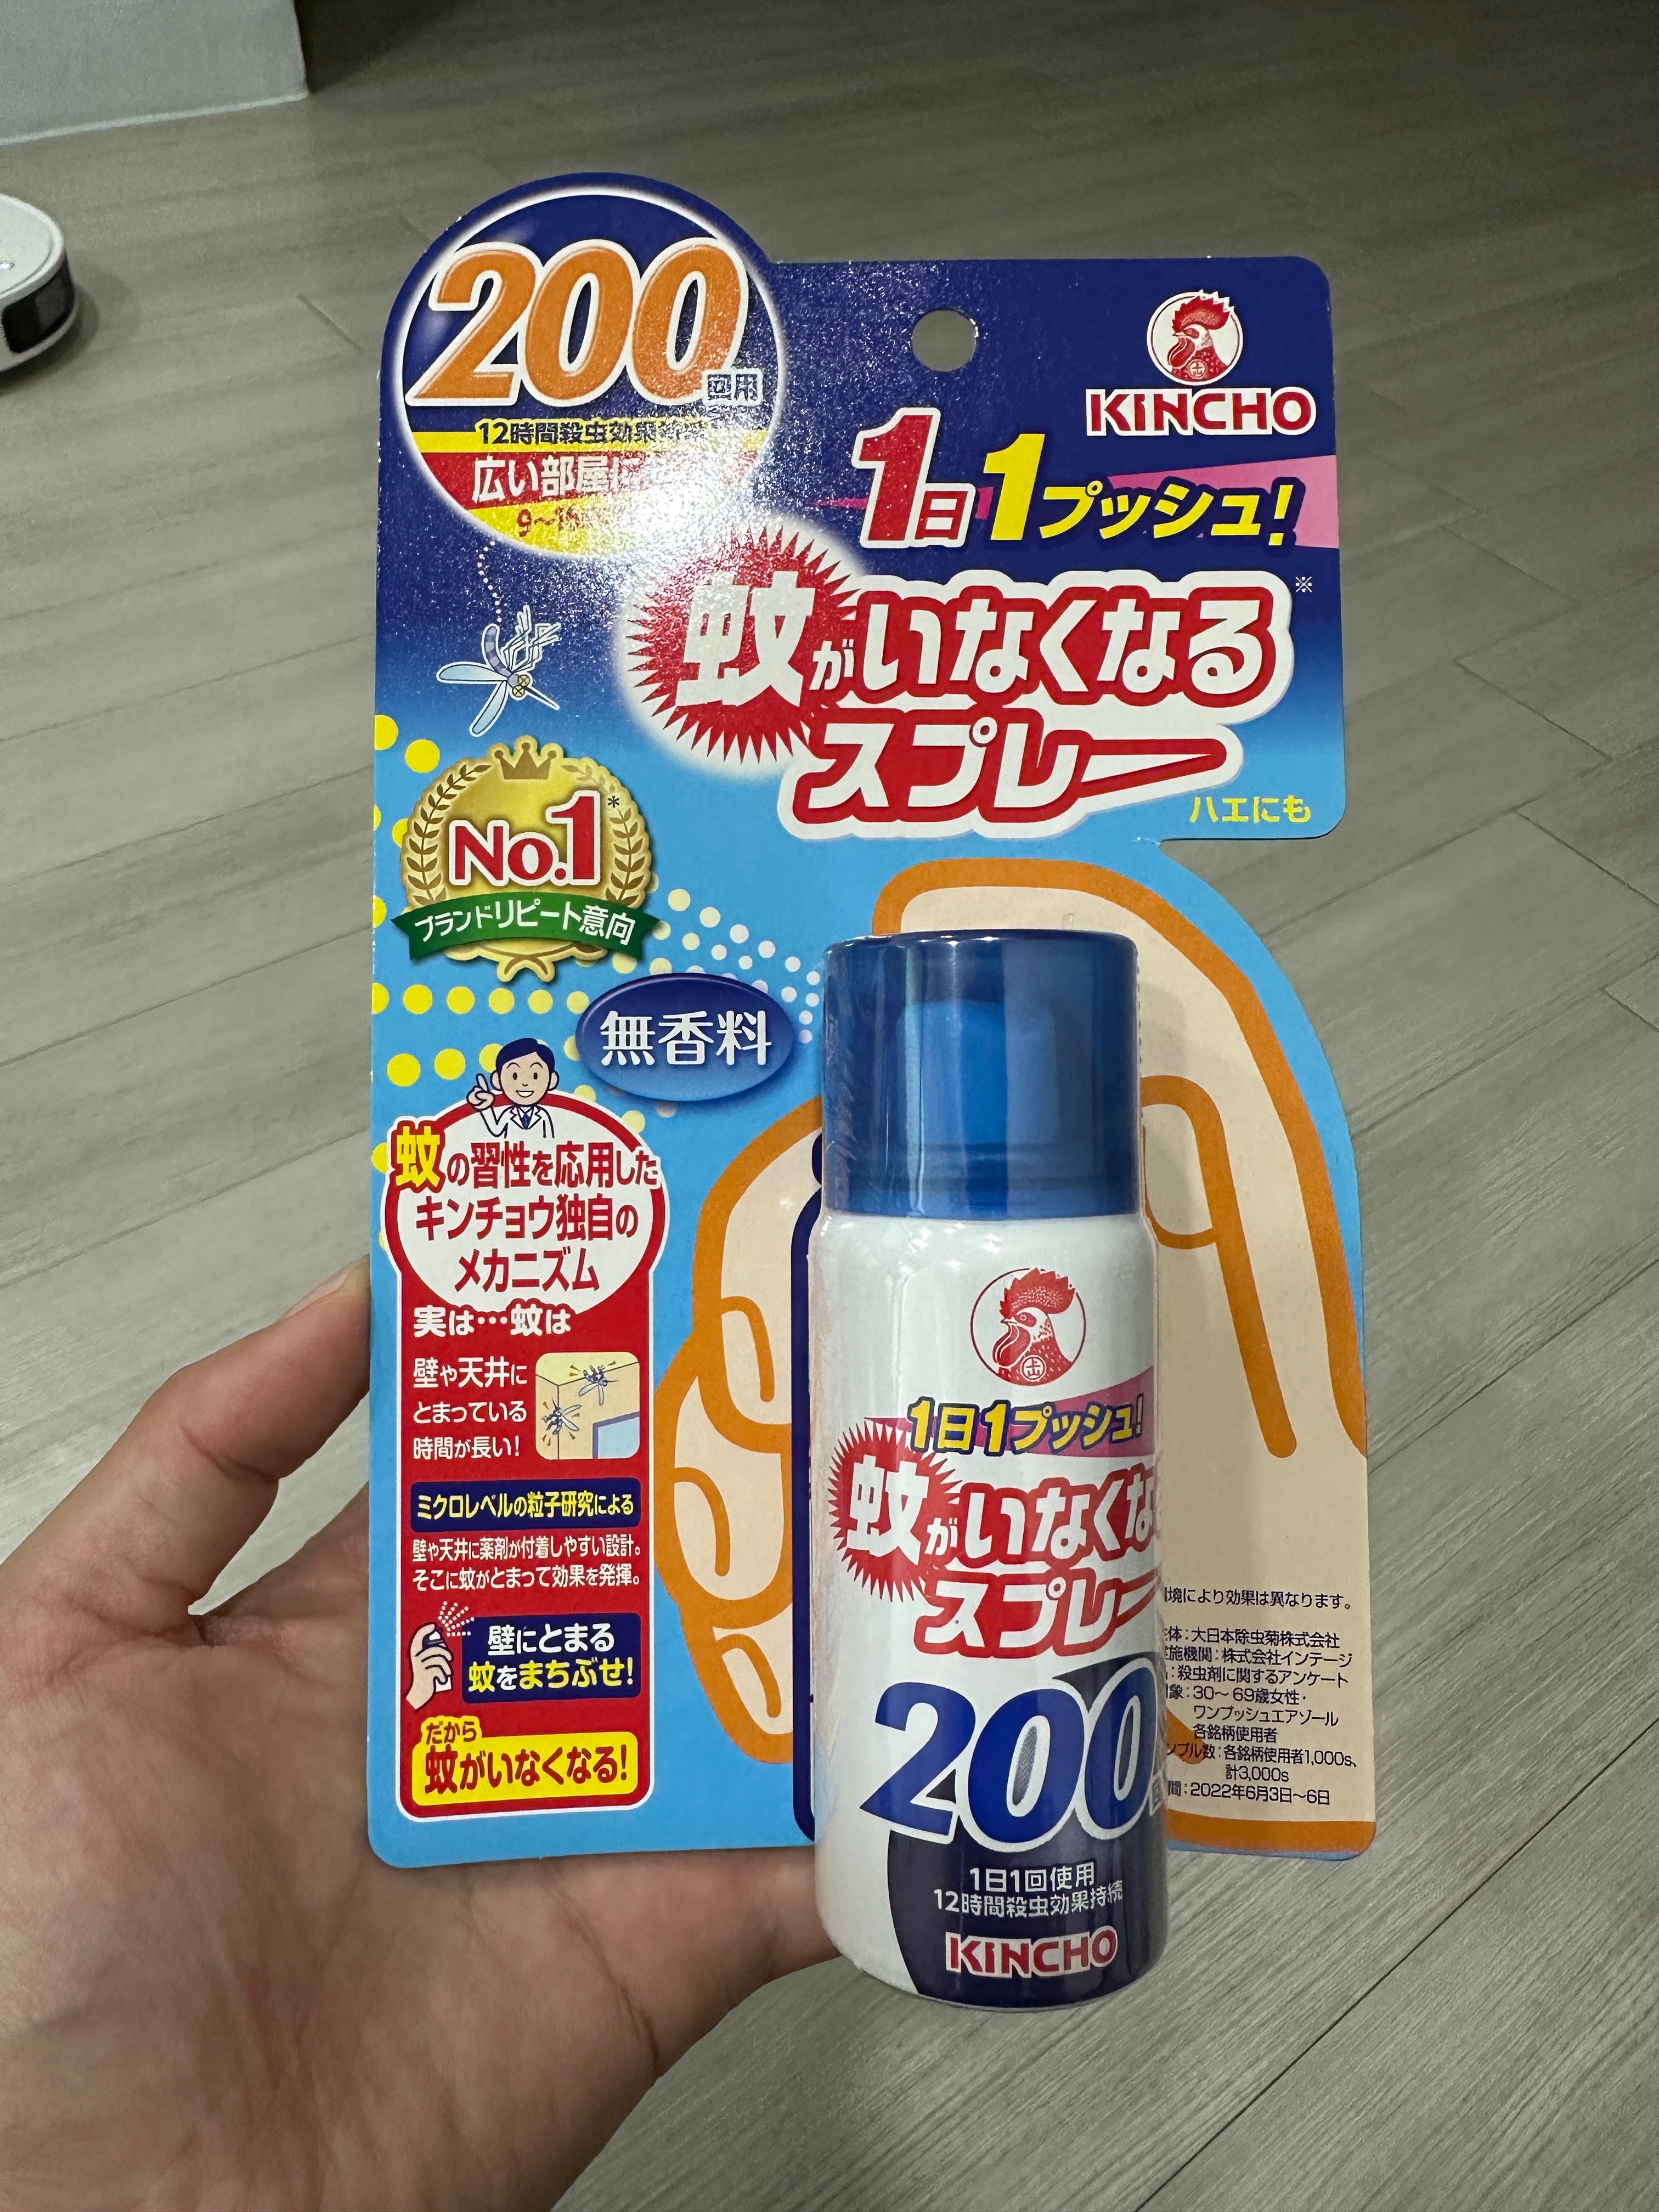 200回用
12時間殺虫効果
広い部屋に
KINCHO
1日1プッシュ!
蚊がいなくなる※
スプレー
ハエにも
No.1*
ブランドリピート意向
無香料
蚊の習性を応用した
キンチョウ独自の
メカニズム
実は…蚊は
壁や天井に
とまっている
時間が長い!
ミクロレベルの粒子研究による
壁や天井に薬剤が付着しやすい設計。
そこに蚊がとまって効果を発揮。
壁にとまる
蚊をまちぶせ!
だから
蚊がいなくなる!
1日1プッシュ!
蚊がいなくな
スプレー
200
1日1回使用
12時間殺虫効果持続
KINCHO
境により効果は異なります。
体:大日本除虫菊株式会社
施機関:株式会社インテージ
:殺虫剤に関するアンケート
象:30〜69歳女性・
ワンプッシュエアゾール
各銘柄使用者
ンプル数:各銘柄使用者1,000s、
計3,000s
間:2022年6月3日〜6日